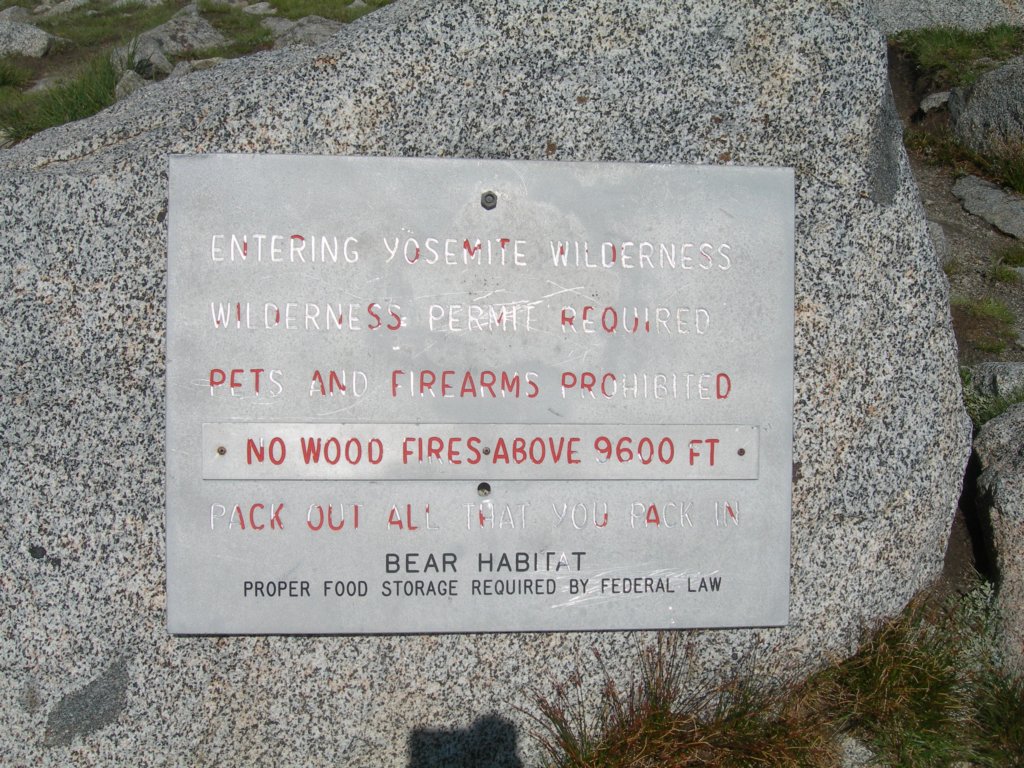 ENTERING YOSEMITE WILDERNESS
WILDERNESS PERMIT REQUIRED
PETS AND FIREARMS PROHIBITED
NO WOOD FIRES ABOVE 9600 FT
PACK OUT ALL THAT YOU PACK IN
BEAR HABITAT
PROPER FOOD STORAGE REQUIRED BY FEDERAL LAW